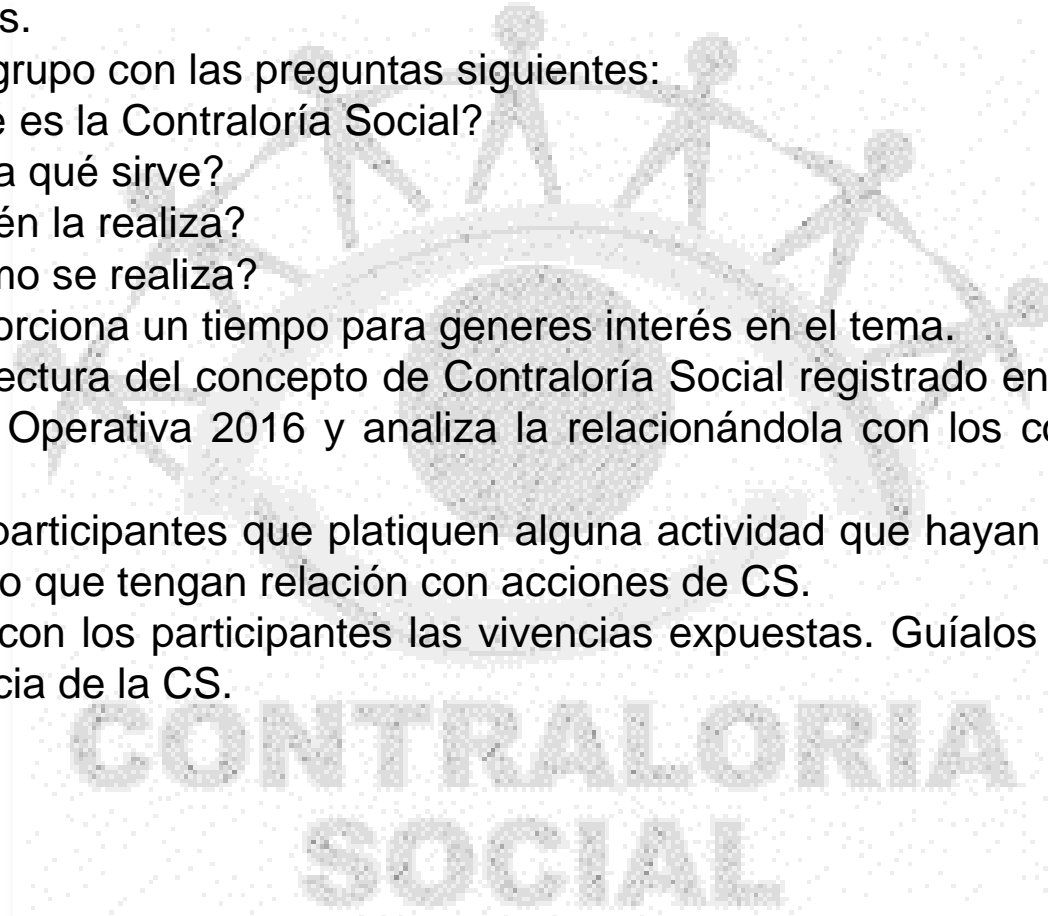 s.
grupo con las preguntas siguientes:
e es la Contraloría Social?
a qué sirve?
én la realiza?
mo se realiza?
orciona un tiempo para generes interés en el tema.
ectura del concepto de Contraloría Social registrado en
Operativa 2016 y analiza la relacionándola con los co
participantes que platiquen alguna actividad que hayan
o que tengan relación con acciones de CS.
con los participantes las vivencias expuestas. Guíalos
cia de la CS.
CONTRALORIA
SOCIAL